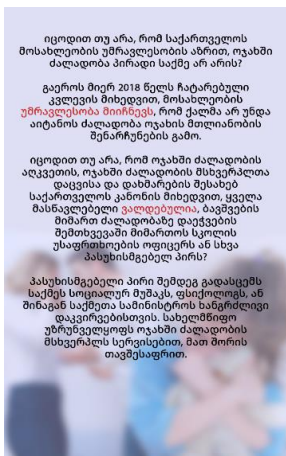 იცოდით თუ არა, რომ საქართველოს
მოსახლეობის უმრავლესობის აზრით, ოჯახში
ძალადობა პირადი საქმე არ არის?
გაეროს მიერ 2018 წელს ჩატარებული
კვლევის მიხედვით, მოსახლეობის
უმრავლესობა მიიჩნევს, რომ ქალმა არ უნდა
აიტანოს ძალადობა ოჯახის მთლიანობის
შენარჩუნების გამო.
იცოდით თუ არა, რომ ოჯახში ძალადობის
აღკვეთის, ოჯახში ძალადობის მსხვერპლთა
დაცვისა და დახმარების შესახებ
საქართველოს კანონის მიხედვით, ყველა
მასწავლებელი ვალდებულია, ბავშვების
მიმართ ძალადობაზე დაეჭვების
შემთხვევაში მიმართოს სკოლის
უსაფრთხოების ოფიცერს ან სხვა
პასუხისმგებელ პირს?
პასუხისმგებელი პირი შემდეგ გადასცემს
საქმეს სოციალურ მუშაკს, ფსიქოლოგს, ან
შინაგან საქმეთა სამინისტროს ხანგრძლივი
დაკვირვებისთვის. სახელმწიფო
უზრუნველყოფს ოჯახში ძალადობის
მსხვერპლს სერვისებით, მათ შორის
თავშესაფრით.